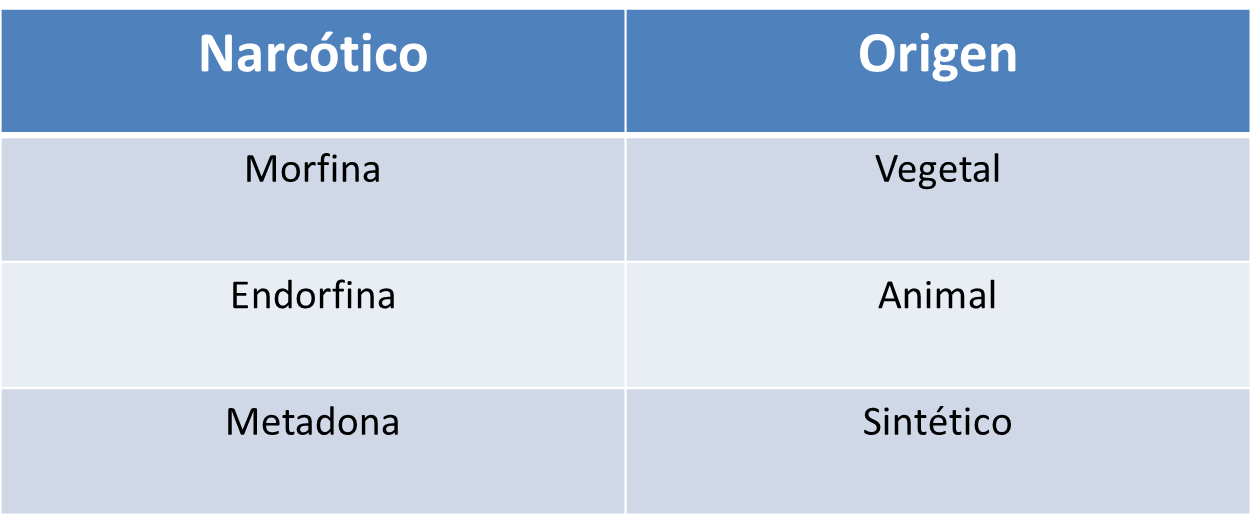 Narcótico Origen
Morfina Vegetal
Endorfina Animal
Metadona Sintético